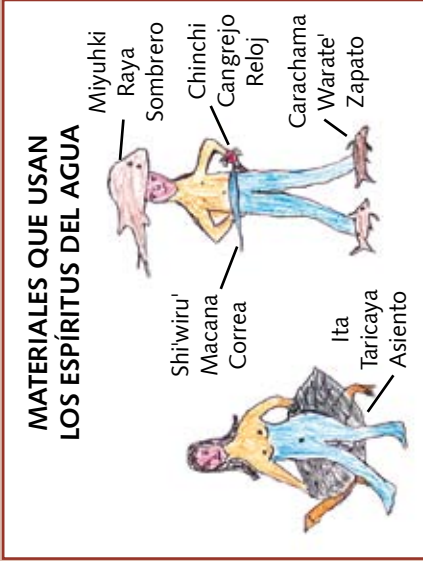 MATERIALES QUE USAN
LOS ESPÍRITUS DEL AGUA
Miyuhki
Raya
Sombrero
Shi'wiru'
Macana
Correa
Chinchi
Cangrejo
Reloj
Ita
Taricaya
Asiento
Carachama
Warate'
Zapato